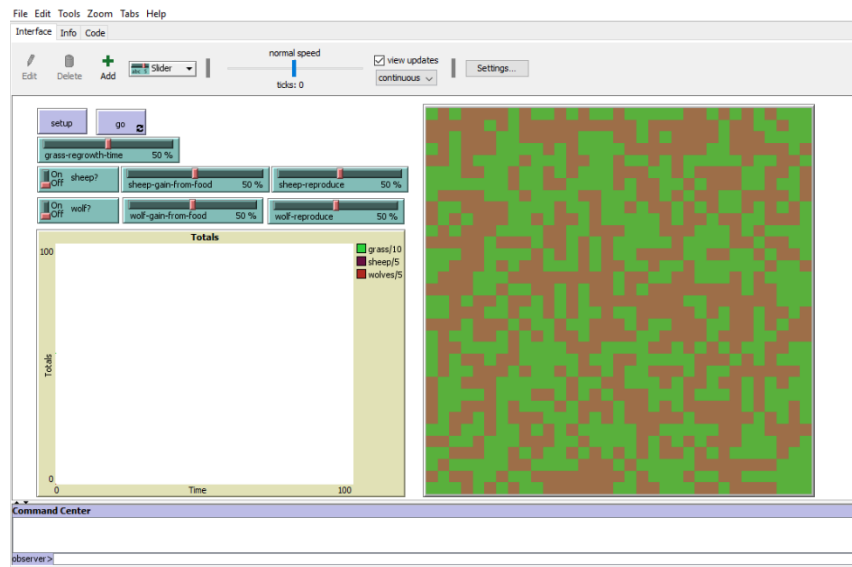 File Edit Tools Zoom Tabs Help
Interface Info Code
Edit Delete Add Slider normal speed ticks: 0 view updates continuous Settings...
setup go
grass-regrowth-time 50 %
On Off sheep? sheep-gain-from-food 50 % sheep-reproduce 50 %
On Off wolf? wolf-gain-from-food 50 % wolf-reproduce 50 %
Totals
100
Totals
0
0 Time 100
grass/10
sheep/5
wolves/5
Command Center
observer>